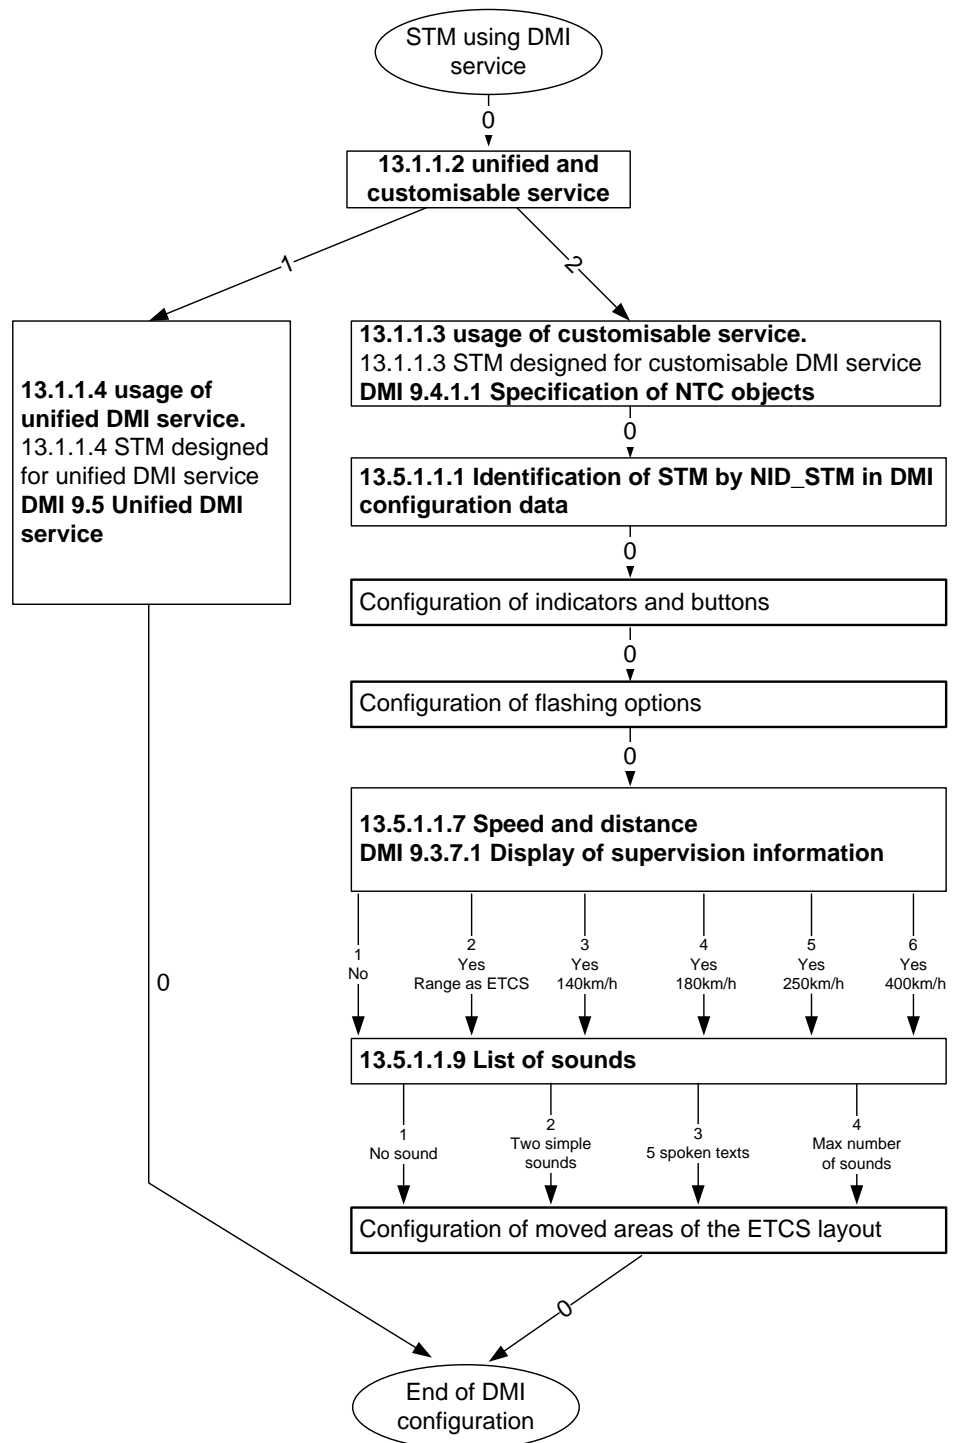 STM using DMI
service
0
13.1.1.2 unified and
customisable service
1
2
13.1.1.4 usage of
unified DMI service.
13.1.1.4 STM designed
for unified DMI service
DMI 9.5 Unified DMI
service
13.1.1.3 usage of customisable service.
13.1.1.3 STM designed for customisable DMI service
DMI 9.4.1.1 Specification of NTC objects
0
13.5.1.1.1 Identification of STM by NID_STM in DMI
configuration data
0
Configuration of indicators and buttons
0
Configuration of flashing options
0
13.5.1.1.7 Speed and distance
DMI 9.3.7.1 Display of supervision information
1
No
2
Yes
Range as ETCS
3
Yes
140km/h
4
Yes
180km/h
5
Yes
250km/h
6
Yes
400km/h
0
13.5.1.1.9 List of sounds
1
No sound
2
Two simple
sounds
3
5 spoken texts
4
Max number
of sounds
Configuration of moved areas of the ETCS layout
0
End of DMI
configuration